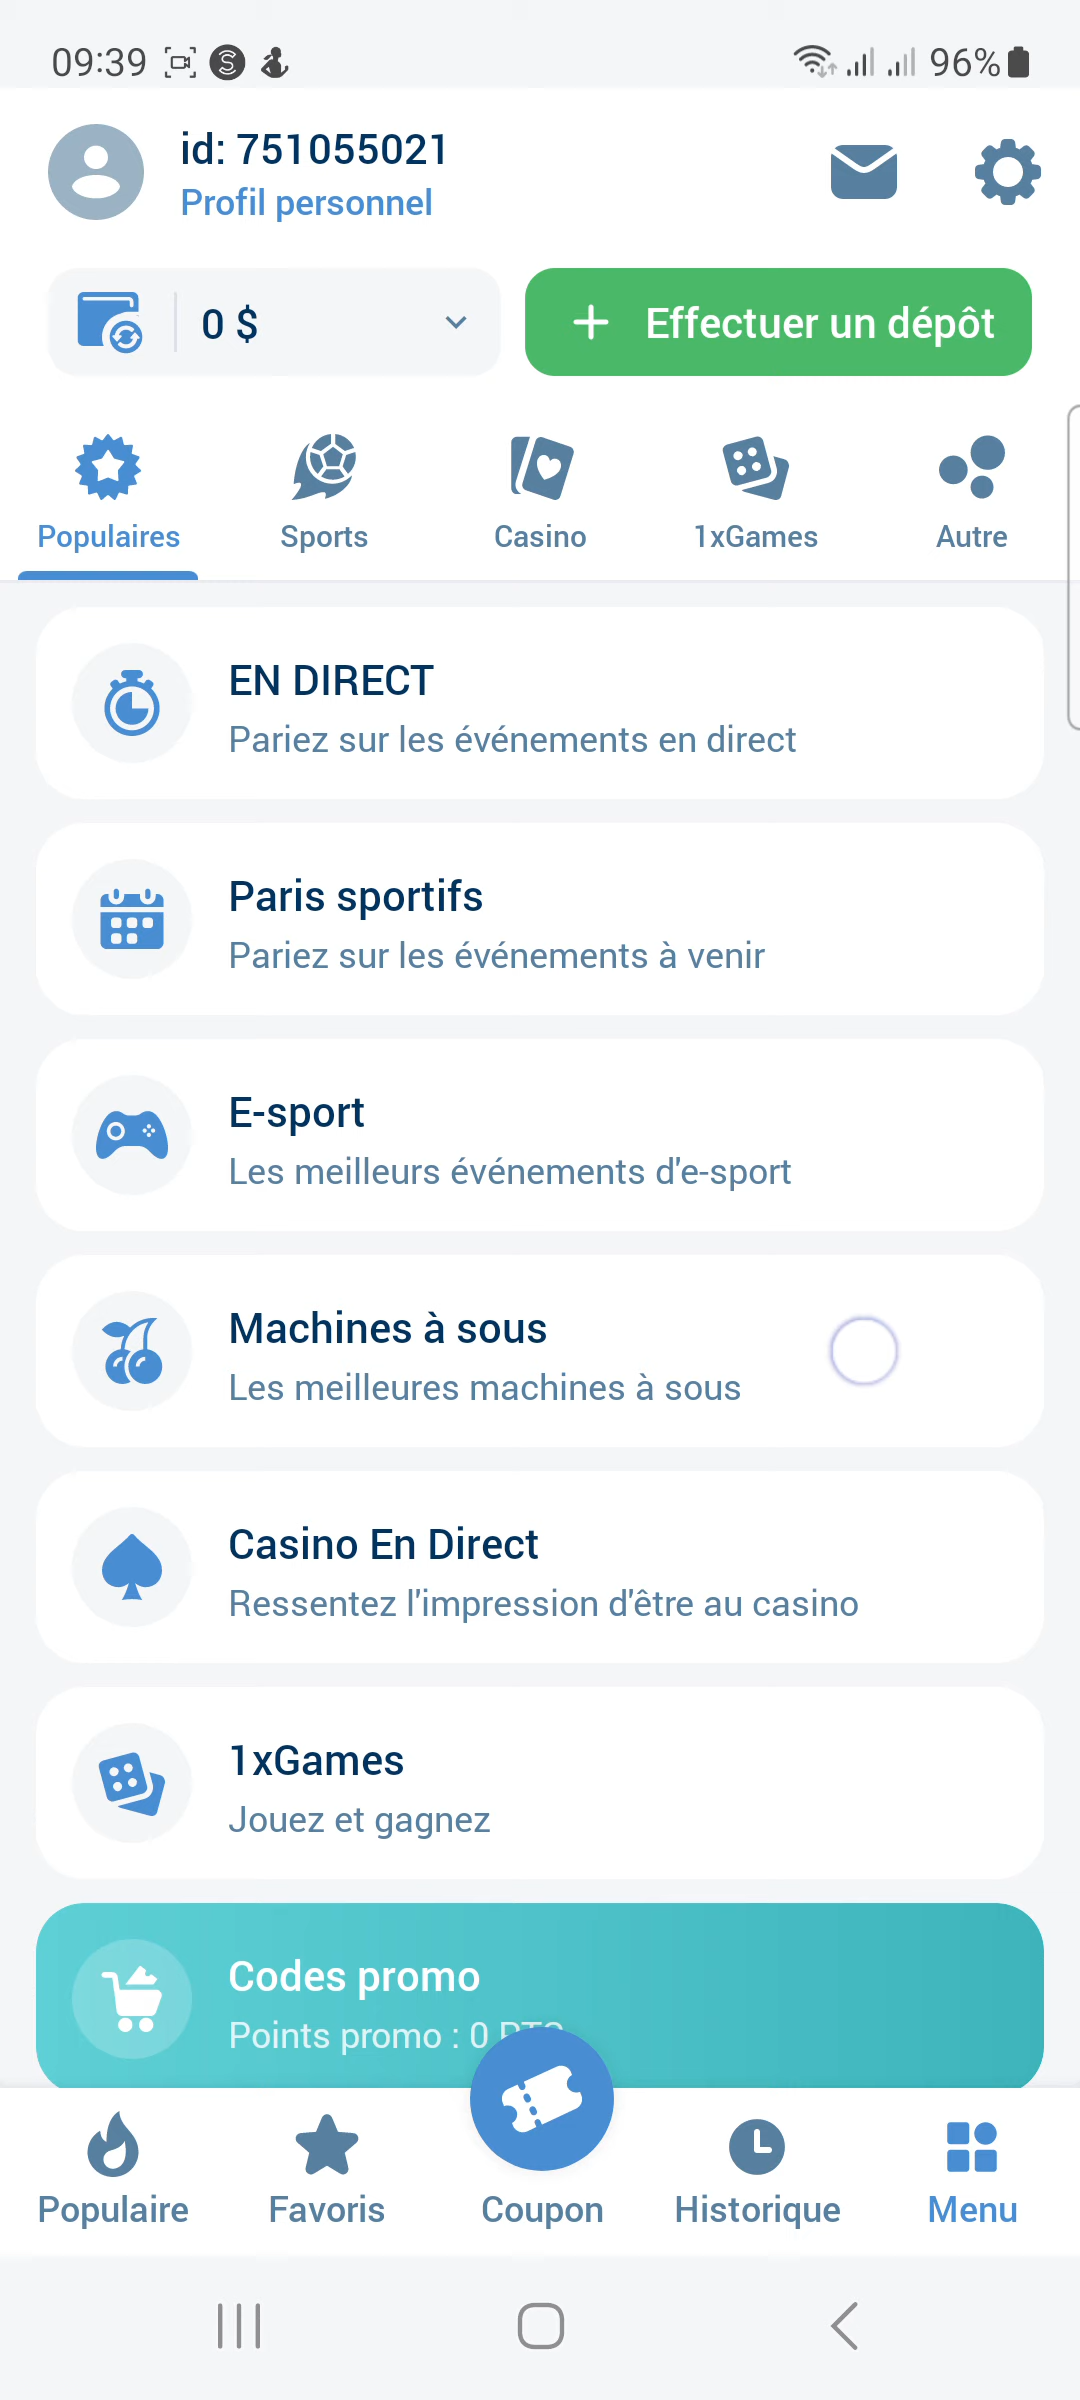 09:39
96%
id: 751055021
Profil personnel
0 $
+ Effectuer un dépôt
Populaires
Sports
Casino
1xGames
Autre
EN DIRECT
Pariez sur les événements en direct
Paris sportifs
Pariez sur les événements à venir
E-sport
Les meilleurs événements d'e-sport
Machines à sous
Les meilleures machines à sous
Casino En Direct
Ressentez l'impression d'être au casino
1xGames
Jouez et gagnez
Codes promo
Points promo : 0
Populaire
Favoris
Coupon
Historique
Menu